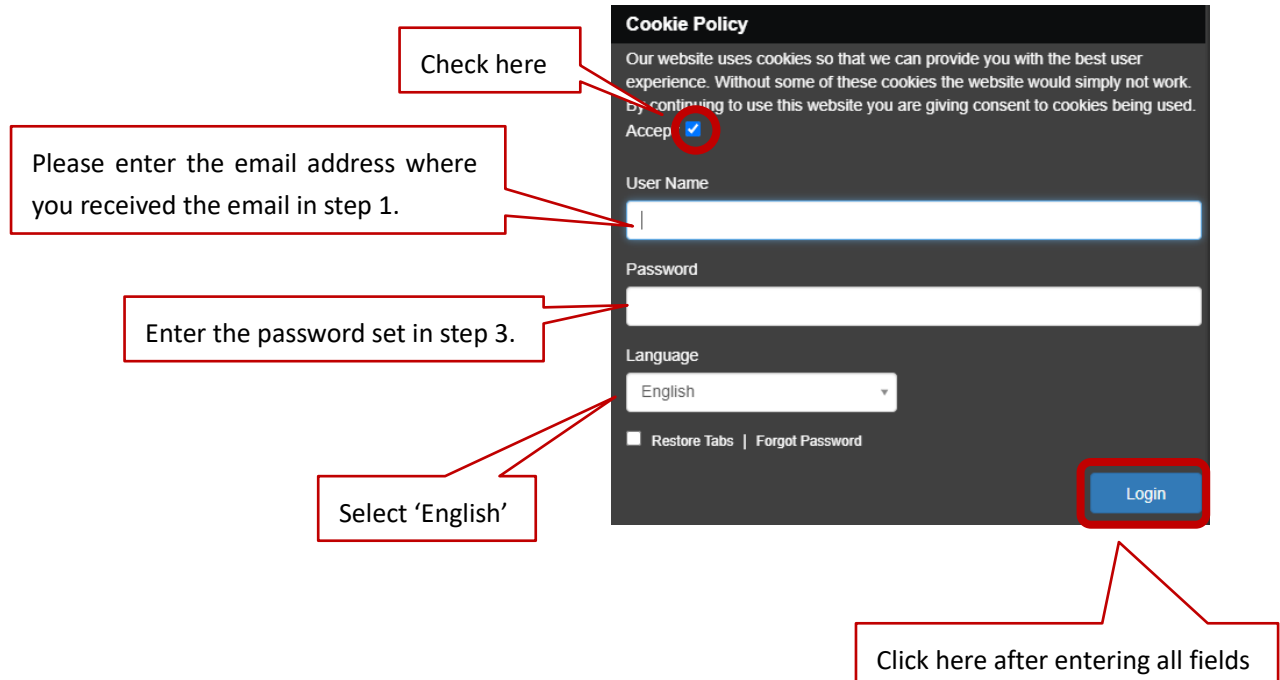 Cookie Policy
Check here
Our website uses cookies so that we can provide you with the best user
experience. Without some of these cookies the website would simply not work.
By continuing to use this website you are giving consent to cookies being used.
Accept
Please enter the email address where
you received the email in step 1.
User Name
Password
Enter the password set in step 3.
Language
English
Restore Tabs | Forgot Password
Select ‘English’
Login
Click here after entering all fields